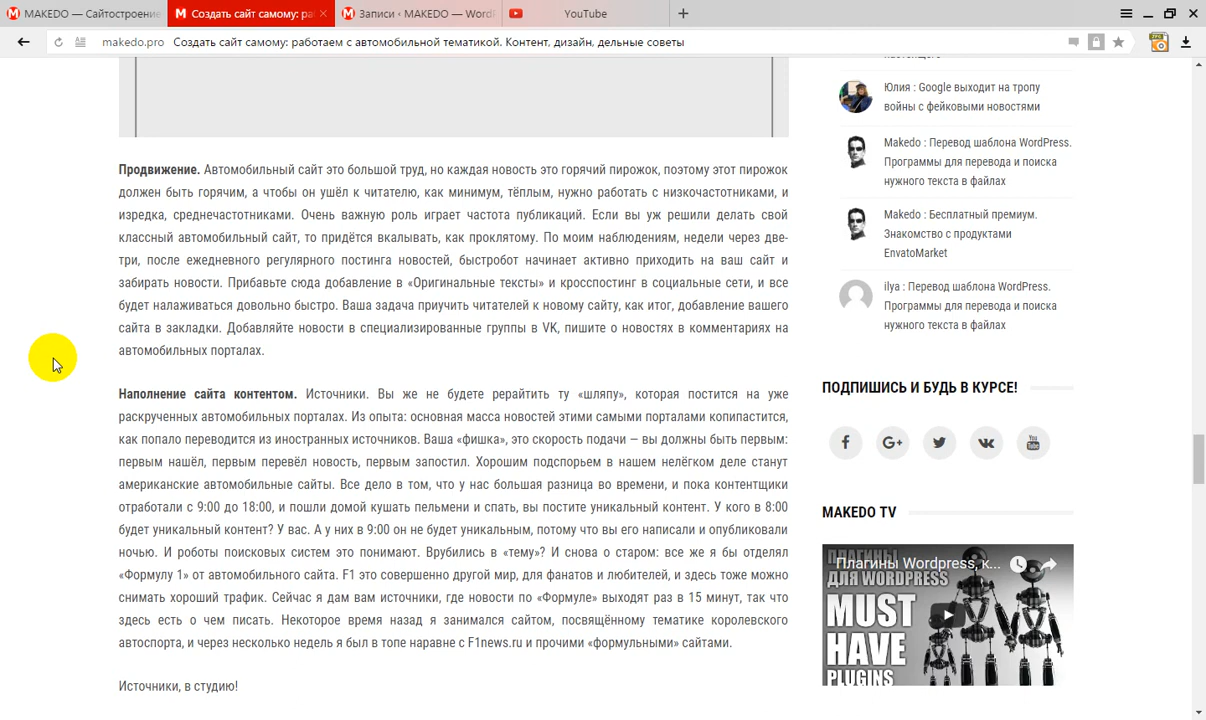 MAKEDO — Сайтостроение
Создать сайт самому: ра
Записи ‹ MAKEDO — Word
YouTube
makedo.pro Создать сайт самому: работаем с автомобильной тематикой. Контент, дизайн, дельные советы
Продвижение. Автомобильный сайт это большой труд, но каждая новость это горячий пирожок, поэтому этот пирожок
должен быть горячим, а чтобы он ушёл к читателю, как минимум, тёплым, нужно работать с низкочастотниками, и
изредка, среднечастотниками. Очень важную роль играет частота публикаций. Если вы уж решили делать свой
классный автомобильный сайт, то придётся вкалывать, как проклятому. По моим наблюдениям, недели через две-
три, после ежедневного регулярного постинга новостей, быстробот начинает активно приходить на ваш сайт и
забирать новости. Прибавьте сюда добавление в «Оригинальные тексты» и кросспостинг в социальные сети, и все
будет налаживаться довольно быстро. Ваша задача приучить читателей к новому сайту, как итог, добавление вашего
сайта в закладки. Добавляйте новости в специализированные группы в VK, пишите о новостях в комментариях на
автомобильных порталах.
Наполнение сайта контентом. Источники. Вы же не будете рерайтить ту «шляпу», которая постится на уже
раскрученных автомобильных порталах. Из опыта: основная масса новостей этими самыми порталами копипастится,
как попало переводится из иностранных источников. Ваша «фишка», это скорость подачи — вы должны быть первым:
первым нашёл, первым перевёл новость, первым запостил. Хорошим подспорьем в нашем нелёгком деле станут
американские автомобильные сайты. Все дело в том, что у нас большая разница во времени, и пока контентщики
отработали с 9:00 до 18:00, и пошли домой кушать пельмени и спать, вы постите уникальный контент. У кого в 8:00
будет уникальный контент? У вас. А у них в 9:00 он не будет уникальным, потому что вы его написали и опубликовали
ночью. И роботы поисковых систем это понимают. Врубились в «тему»? И снова о старом: все же я бы отделял
«Формулу 1» от автомобильного сайта. F1 это совершенно другой мир, для фанатов и любителей, и здесь тоже можно
снимать хороший трафик. Сейчас я дам вам источники, где новости по «Формуле» выходят раз в 15 минут, так что
здесь есть о чем писать. Некоторое время назад я занимался сайтом, посвящённому тематике королевского
автоспорта, и через несколько недель я был в топе наравне с F1news.ru и прочими «формульными» сайтами.
Источники, в студию!
Юлия : Google выходит на тропу
войны с фейковыми новостями
Makedo : Перевод шаблона WordPress.
Программы для перевода и поиска
нужного текста в файлах
Makedo : Бесплатный премиум.
Знакомство с продуктами
EnvatoMarket
ilya : Перевод шаблона WordPress.
Программы для перевода и поиска
нужного текста в файлах
ПОДПИШИСЬ И БУДЬ В КУРСЕ!
f G+ You Tube
MAKEDO TV
Плагины Wordpress, к...
ПЛАГИНЫ
ДЛЯ WORDPRESS
MUST
HAVE
PLUGINS